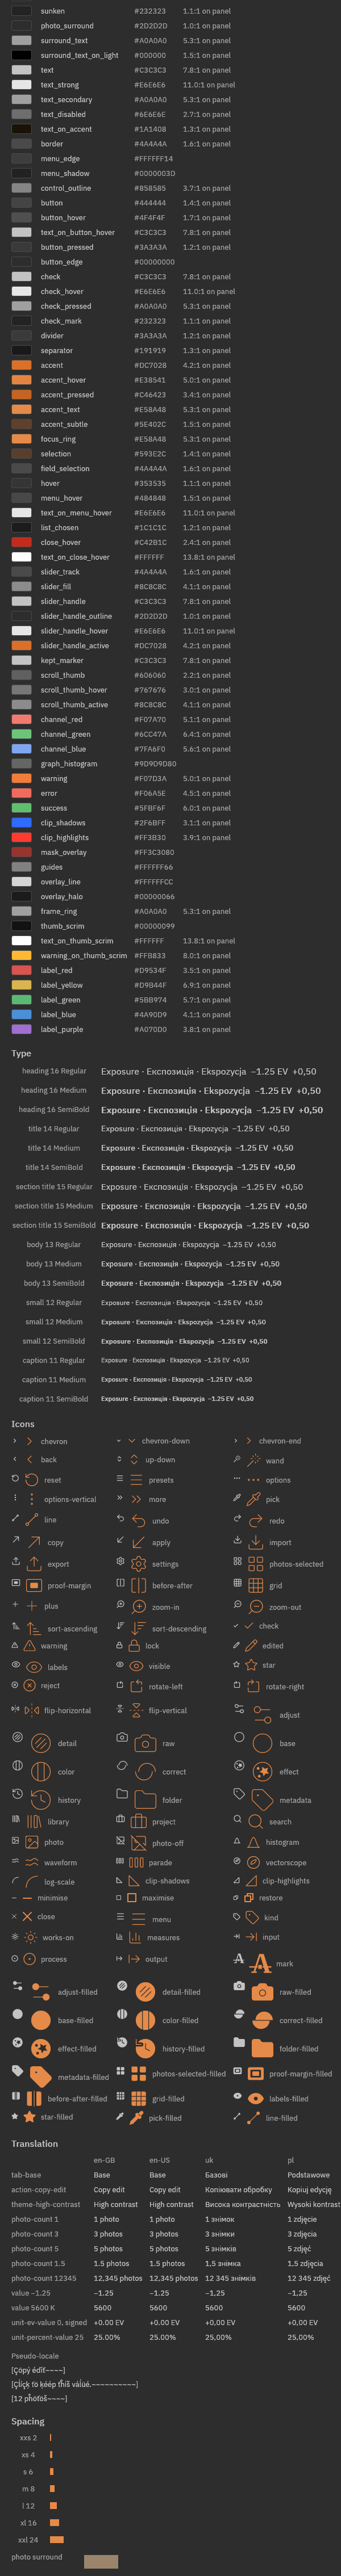 sunken #232323 1.1:1 on panel
photo_surround #2D2D2D 1.0:1 on panel
surround_text #A0A0A0 5.3:1 on panel
surround_text_on_light #000000 1.5:1 on panel
text #C3C3C3 7.8:1 on panel
text_strong #E6E6E6 11.0:1 on panel
text_secondary #A0A0A0 5.3:1 on panel
text_disabled #6E6E6E 2.7:1 on panel
text_on_accent #1A1408 1.3:1 on panel
border #4A4A4A 1.6:1 on panel
menu_edge #FFFFFF14
menu_shadow #0000003D
control_outline #858585 3.7:1 on panel
button #444444 1.4:1 on panel
button_hover #4F4F4F 1.7:1 on panel
text_on_button_hover #C3C3C3 7.8:1 on panel
button_pressed #3A3A3A 1.2:1 on panel
button_edge #00000000
check #C3C3C3 7.8:1 on panel
check_hover #E6E6E6 11.0:1 on panel
check_pressed #A0A0A0 5.3:1 on panel
check_mark #232323 1.1:1 on panel
divider #3A3A3A 1.2:1 on panel
separator #191919 1.3:1 on panel
accent #DC7028 4.2:1 on panel
accent_hover #E38541 5.0:1 on panel
accent_pressed #C46423 3.4:1 on panel
accent_text #E58A48 5.3:1 on panel
accent_subtle #5E402C 1.5:1 on panel
focus_ring #E58A48 5.3:1 on panel
selection #593E2C 1.4:1 on panel
field_selection #4A4A4A 1.6:1 on panel
hover #353535 1.1:1 on panel
menu_hover #484848 1.5:1 on panel
text_on_menu_hover #E6E6E6 11.0:1 on panel
list_chosen #1C1C1C 1.2:1 on panel
close_hover #C42B1C 2.4:1 on panel
text_on_close_hover #FFFFFF 13.8:1 on panel
slider_track #4A4A4A 1.6:1 on panel
slider_fill #8C8C8C 4.1:1 on panel
slider_handle #C3C3C3 7.8:1 on panel
slider_handle_outline #2D2D2D 1.0:1 on panel
slider_handle_hover #E6E6E6 11.0:1 on panel
slider_handle_active #DC7028 4.2:1 on panel
kept_marker #C3C3C3 7.8:1 on panel
scroll_thumb #606060 2.2:1 on panel
scroll_thumb_hover #767676 3.0:1 on panel
scroll_thumb_active #8C8C8C 4.1:1 on panel
channel_red #F07A70 5.1:1 on panel
channel_green #6CC47A 6.4:1 on panel
channel_blue #7FA6F0 5.6:1 on panel
graph_histogram #9D9D9D80
warning #F07D3A 5.0:1 on panel
error #F06A5E 4.5:1 on panel
success #5FBF6F 6.0:1 on panel
clip_shadows #2F6BFF 3.1:1 on panel
clip_highlights #FF3B30 3.9:1 on panel
mask_overlay #FF3C3080
guides #FFFFFF66
overlay_line #FFFFFFCC
overlay_halo #00000066
frame_ring #A0A0A0 5.3:1 on panel
thumb_scrim #00000099
text_on_thumb_scrim #FFFFFF 13.8:1 on panel
warning_on_thumb_scrim #FFB833 8.0:1 on panel
label_red #D9534F 3.5:1 on panel
label_yellow #D9B44F 6.9:1 on panel
label_green #5BB974 5.7:1 on panel
label_blue #4A90D9 4.1:1 on panel
label_purple #A070D0 3.8:1 on panel
Type
heading 16 Regular Exposure · Експозиція · Ekspozycja −1.25 EV +0,50
heading 16 Medium Exposure · Експозиція · Ekspozycja −1.25 EV +0,50
heading 16 SemiBold Exposure · Експозиція · Ekspozycja −1.25 EV +0,50
title 14 Regular Exposure · Експозиція · Ekspozycja −1.25 EV +0,50
title 14 Medium Exposure · Експозиція · Ekspozycja −1.25 EV +0,50
title 14 SemiBold Exposure · Експозиція · Ekspozycja −1.25 EV +0,50
section title 15 Regular Exposure · Експозиція · Ekspozycja −1.25 EV +0,50
section title 15 Medium Exposure · Експозиція · Ekspozycja −1.25 EV +0,50
section title 15 SemiBold Exposure · Експозиція · Ekspozycja −1.25 EV +0,50
body 13 Regular Exposure · Експозиція · Ekspozycja −1.25 EV +0,50
body 13 Medium Exposure · Експозиція · Ekspozycja −1.25 EV +0,50
body 13 SemiBold Exposure · Експозиція · Ekspozycja −1.25 EV +0,50
small 12 Regular Exposure · Експозиція · Ekspozycja −1.25 EV +0,50
small 12 Medium Exposure · Експозиція · Ekspozycja −1.25 EV +0,50
small 12 SemiBold Exposure · Експозиція · Ekspozycja −1.25 EV +0,50
caption 11 Regular Exposure · Експозиція · Ekspozycja −1.25 EV +0,50
caption 11 Medium Exposure · Експозиція · Ekspozycja −1.25 EV +0,50
caption 11 SemiBold Exposure · Експозиція · Ekspozycja −1.25 EV +0,50
Icons
chevron chevron-down chevron-end
back up-down wand
reset presets options
options-vertical more pick
line undo redo
copy apply import
export settings photos-selected
proof-margin before-after grid
plus zoom-in zoom-out
sort-ascending sort-descending check
warning lock edited
labels visible star
reject rotate-left rotate-right
flip-horizontal flip-vertical adjust
detail raw base
color correct effect
history folder metadata
library project search
photo photo-off histogram
waveform parade vectorscope
log-scale clip-shadows clip-highlights
minimise maximise restore
close menu kind
works-on measures input
process output mark
adjust-filled detail-filled raw-filled
base-filled color-filled correct-filled
effect-filled history-filled folder-filled
metadata-filled photos-selected-filled proof-margin-filled
before-after-filled grid-filled labels-filled
star-filled pick-filled line-filled
Translation
en-GB en-US uk pl
tab-base Base Base Базові Podstawowe
action-copy-edit Copy edit Copy edit Копіювати обробку Kopiuj edycję
theme-high-contrast High contrast High contrast Висока контрастність Wysoki kontrast
photo-count 1 1 photo 1 photo 1 знімок 1 zdjęcie
photo-count 3 3 photos 3 photos 3 знімки 3 zdjęcia
photo-count 5 5 photos 5 photos 5 знімків 5 zdjęć
photo-count 1.5 1.5 photos 1.5 photos 1,5 знімка 1,5 zdjęcia
photo-count 12345 12,345 photos 12,345 photos 12 345 знімків 12 345 zdjęć
value −1.25 −1.25 −1.25 −1,25 −1,25
value 5600 K 5600 5600 5600 5600
unit-ev-value 0, signed +0.00 EV +0.00 EV +0,00 EV +0,00 EV
unit-percent-value 25 25.00% 25.00% 25,00% 25,00%
Pseudo-locale
[12 p̂ĥöťöš~~~~]
Spacing
xxs 2
xs 4
s 6
m 8
l 12
xl 16
xxl 24
photo surround